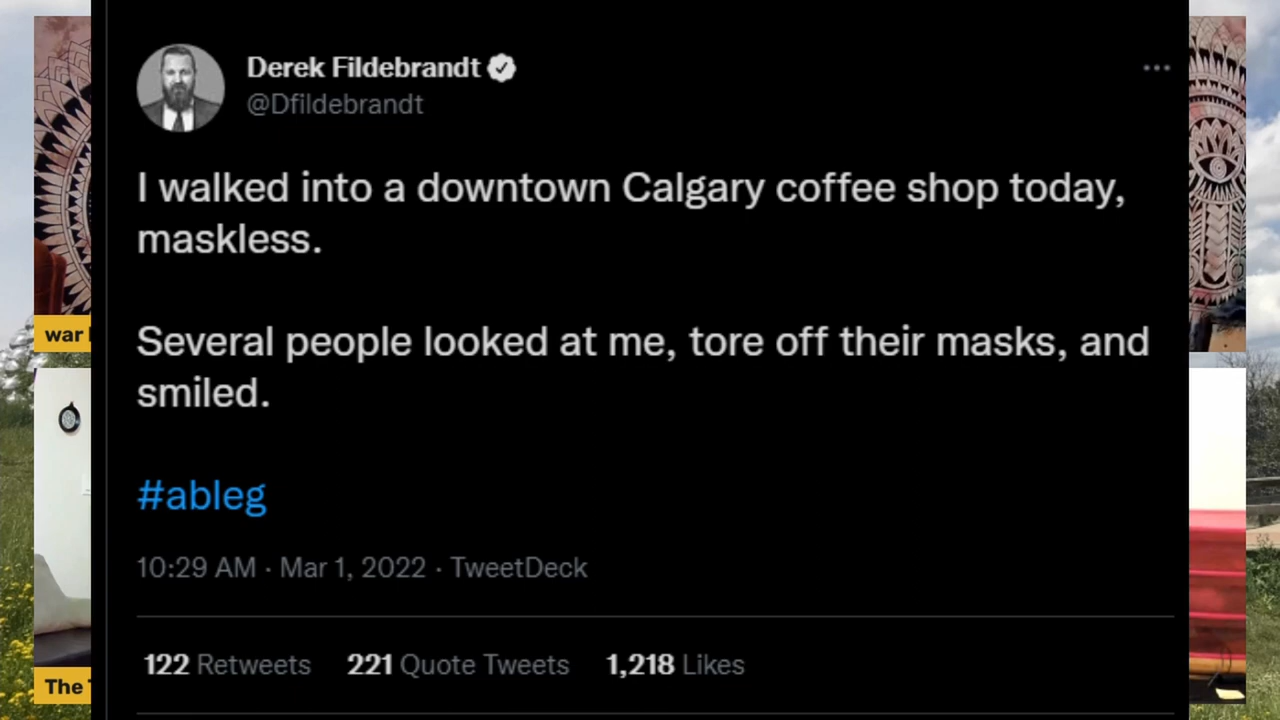 Derek Fildebrandt
@Dfildebrandt
I walked into a downtown Calgary coffee shop today,
maskless.
Several people looked at me, tore off their masks, and
smiled.
#ableg
10:29 AM · Mar 1, 2022 · TweetDeck
122 Retweets 221 Quote Tweets 1,218 Likes
war
The